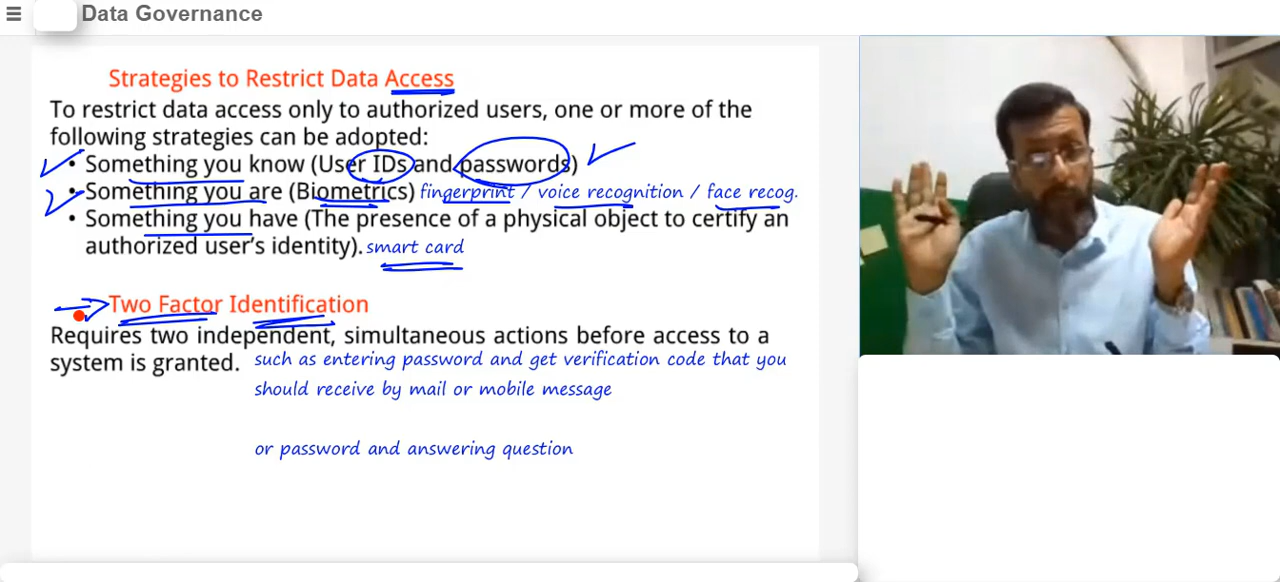 Data Governance
Strategies to Restrict Data Access
To restrict data access only to authorized users, one or more of the
following strategies can be adopted:
• Something you know (User IDs and passwords)
• Something you are (Biometrics) fingerprint / voice recognition / face recog.
• Something you have (The presence of a physical object to certify an
authorized user's identity). smart card
Two Factor Identification
Requires two independent, simultaneous actions before access to a
system is granted. such as entering password and get verification code that you
should receive by mail or mobile message
or password and answering question